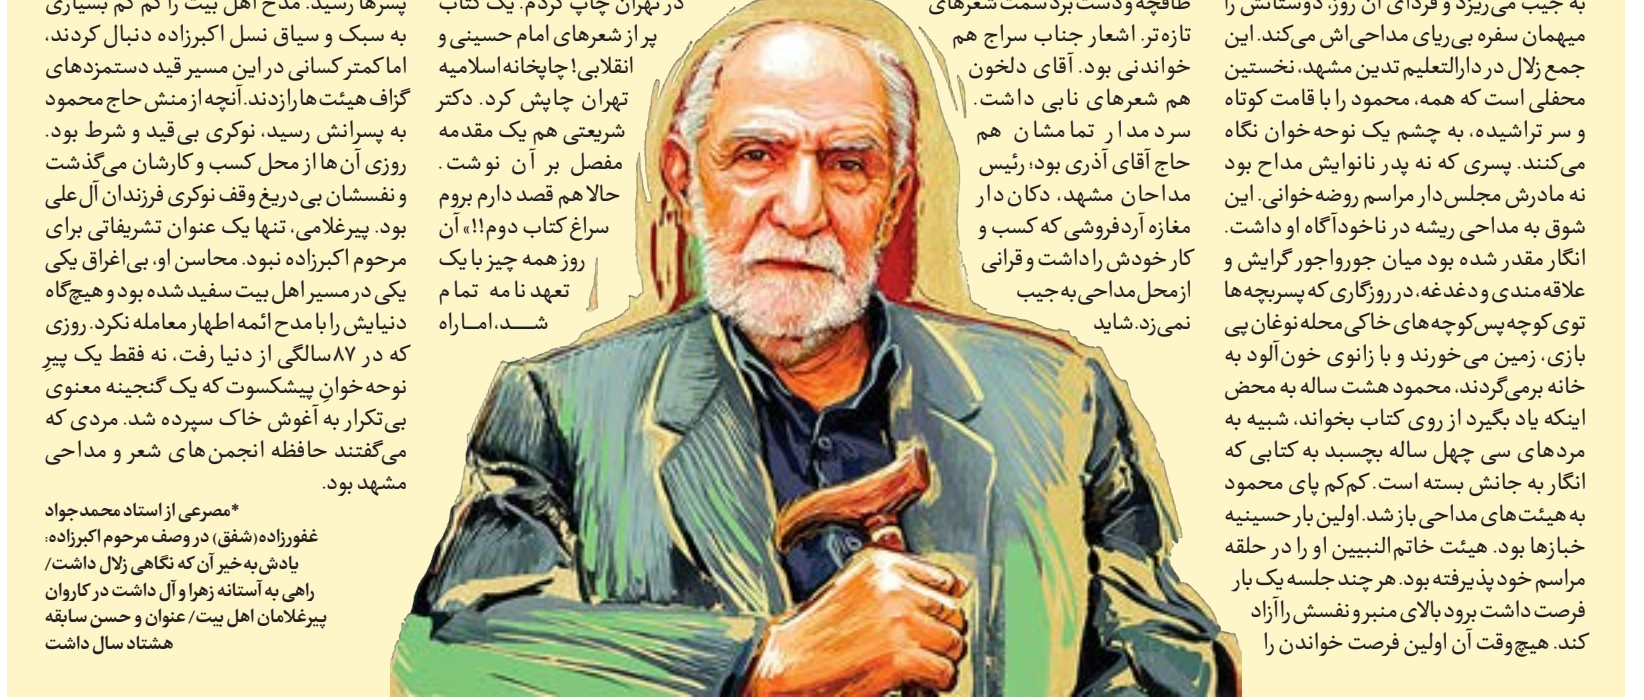 به جیب می‌ریزد و فردای آن روز، دوستانش را
میهمان سفره بی‌ریای مداحی‌اش می‌کند. این
جمع زلال در دارالتعلیم تدین مشهد، نخستین
محفلی است که همه، محمود را با قامت کوتاه
و سر تراشیده، به چشم یک نوحه‌خوان نگاه
می‌کنند. پسری که نه پدر نانوایش مداح بود
نه مادرش مجلس‌دار مراسم روضه‌خوانی. این
شوق به مداحی ریشه در ناخودآگاه او داشت.
انگار مقدر شده بود میان جورواجور گرایش و
علاقه‌مندی و دغدغه، در روزگاری که پسربچه‌ها
توی کوچه پس‌کوچه‌های خاکی محله نوغان پی
بازی، زمین می‌خورند و با زانوی خون‌آلود به
خانه برمی‌گردند، محمود هشت ساله به محض
اینکه یاد بگیرد از روی کتاب بخواند، شبیه به
مردهای سی چهل ساله بچسبد به کتابی که
انگار به جانش بسته است. کم‌کم پای محمود
به هیئت‌های مداحی باز شد. اولین بار حسینیه
خبازها بود. هیئت خاتم‌النبیین او را در حلقه
مراسم خود پذیرفته بود. هر چند جلسه یک بار
فرصت داشت برود بالای منبر و نفسش را آزاد
کند. هیچ‌وقت آن اولین فرصت خواندن را
طاقچه و دست برد سمت شعرهای
تازه‌تر. اشعار جناب سراج هم
خواندنی بود. آقای دلخون
هم شعرهای نابی داشت.
سردمدار تمامشان هم
حاج آقای آذری بود؛ رئیس
مداحان مشهد، دکان‌دار
مغازه آردفروشی که کسب و
کار خودش را داشت و قرانی
از محل مداحی به جیب
نمی‌زد. شاید
در تهران چاپ کردم. یک کتاب
پر از شعرهای امام حسینی و
انقلابی! چاپخانه اسلامیه
تهران چاپش کرد. دکتر
شریعتی هم یک مقدمه
مفصل بر آن نوشت.
حالا هم قصد دارم بروم
سراغ کتاب دوم!!» آن
روز همه چیز با یک
تعهدنامه تمام
شـــد، امــا راه
پسرها رسید. مدح اهل بیت را کم کم بسیاری
به سبک و سیاق نسل اکبرزاده دنبال کردند،
اما کمتر کسانی در این مسیر قید دستمزدهای
گزاف هیئت‌ها را زدند. آنچه از منش حاج محمود
به پسرانش رسید، نوکری بی‌قید و شرط بود.
روزی آن‌ها از محل کسب و کارشان می‌گذشت
و نفسشان بی‌دریغ وقف نوکری فرزندان آل علی
بود. پیرغلامی، تنها یک عنوان تشریفاتی برای
مرحوم اکبرزاده نبود. محاسن او، بی‌اغراق یکی
یکی در مسیر اهل بیت سفید شده بود و هیچ‌گاه
دنیایش را با مدح ائمه اطهار معامله نکرد. روزی
که در ۸۷سالگی از دنیا رفت، نه فقط یک پیرِ
نوحه‌خوانِ پیشکسوت که یک گنجینه معنوی
بی‌تکرار به آغوش خاک سپرده شد. مردی که
می‌گفتند حافظه انجمن‌های شعر و مداحی
مشهد بود.
*مصرعی از استاد محمدجواد
غفورزاده(شفق) در وصف مرحوم اکبرزاده:
یادش به خیر آن که نگاهی زلال داشت/
راهی به آستانه زهرا و آل داشت در کاروان
پیرغلامان اهل بیت/ عنوان و حسن سابقه
هشتاد سال داشت